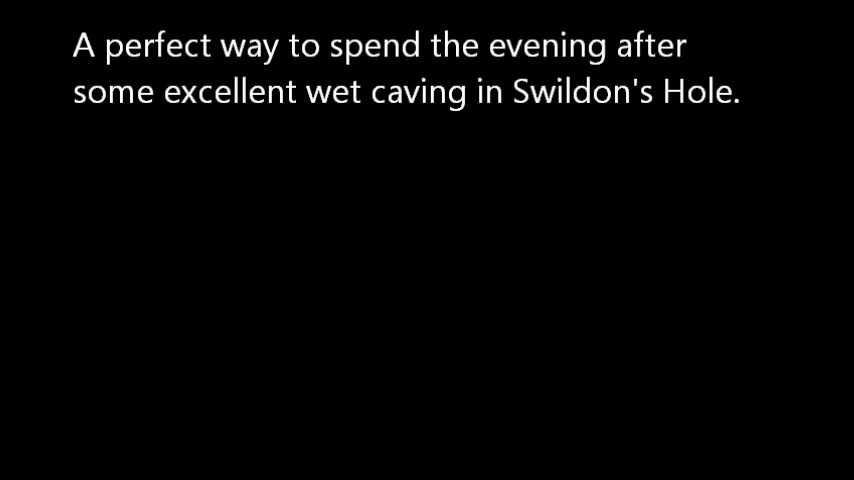 A perfect way to spend the evening after
some excellent wet caving in Swildon's Hole.